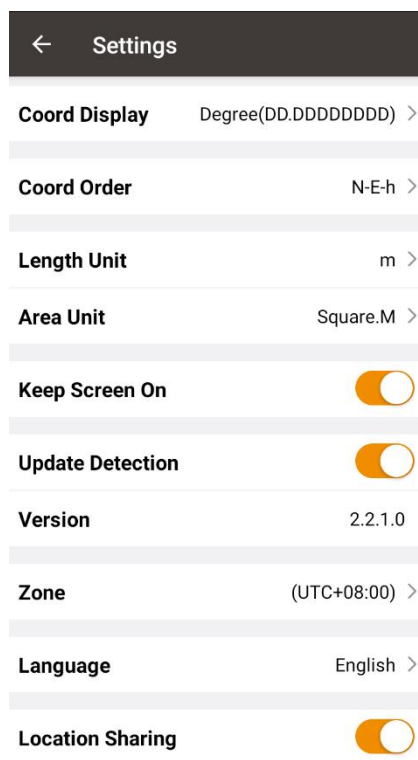 Settings
Coord Display Degree(DD.DDDDDDDD)
Coord Order N-E-h
Length Unit m
Area Unit Square.M
Keep Screen On
Update Detection
Version 2.2.1.0
Zone (UTC+08:00)
Language English
Location Sharing